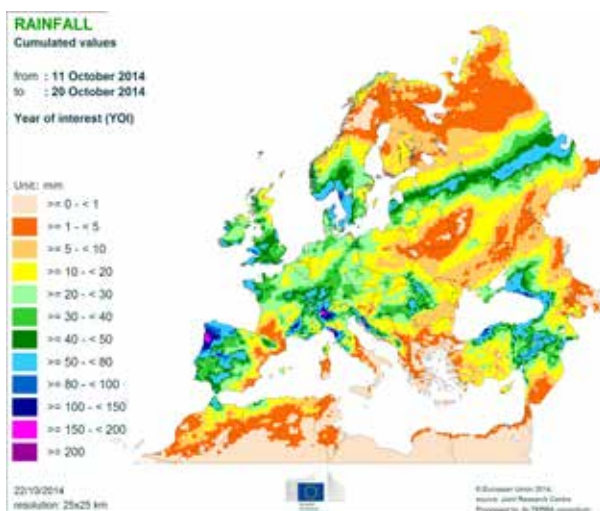 RAINFALL
Cumulated values
from : 11 October 2014
to : 20 October 2014
Year of interest (YOI)
Unit: mm
>= 0 - < 1
>= 1 - < 5
>= 5 - < 10
>= 10 - < 20
>= 20 - < 30
>= 30 - < 40
>= 40 - < 50
>= 50 - < 80
>= 80 - < 100
>= 100 - < 150
>= 150 - < 200
>= 200
22/10/2014
resolution: 25x25 km
© European Union 2014,
source: Joint Research Centre
Processed by